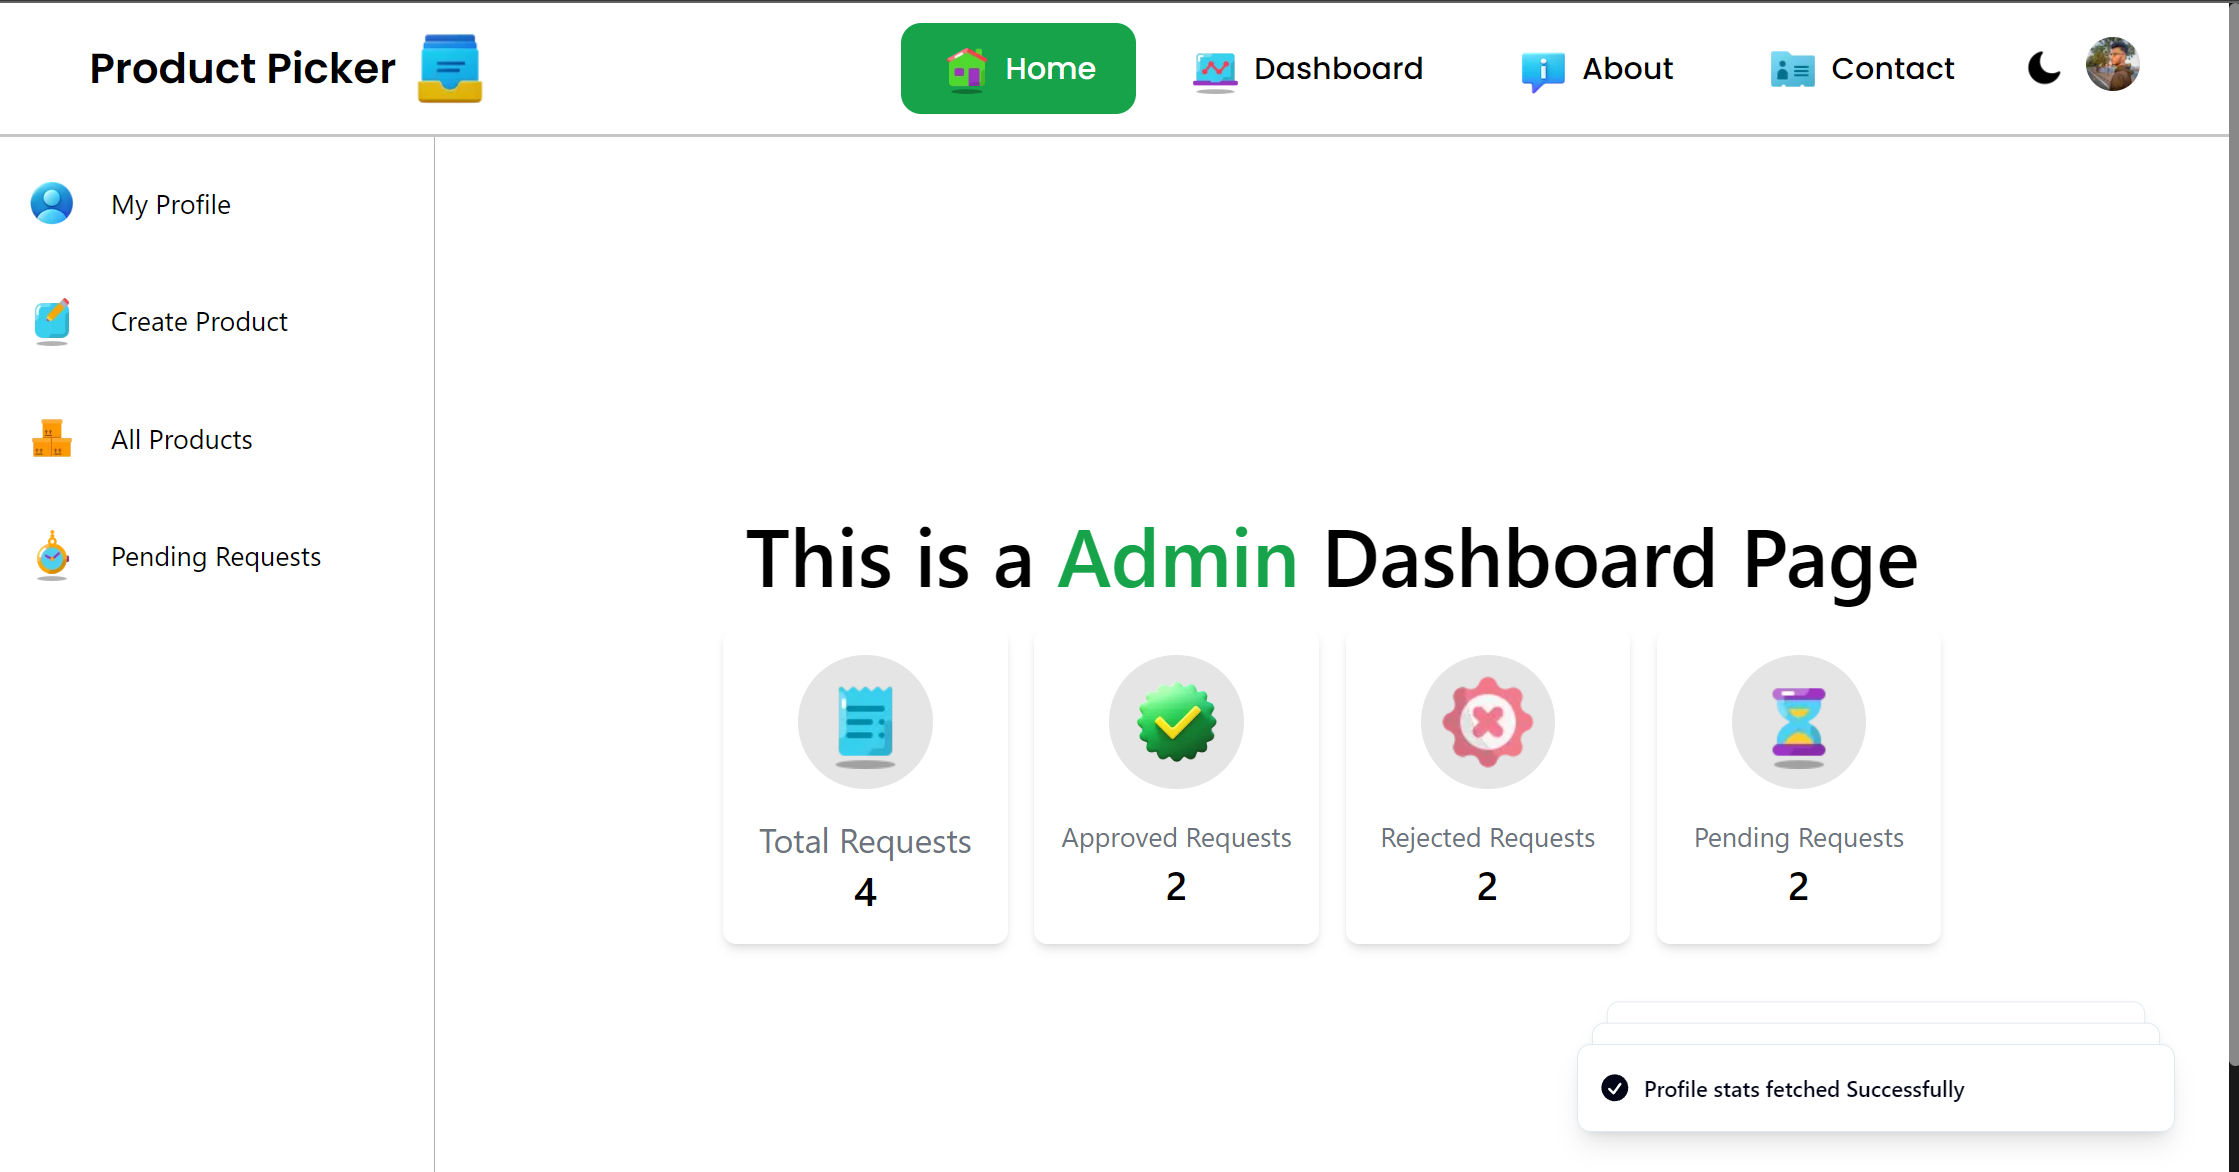 Product Picker
Home
Dashboard
About
Contact
My Profile
Create Product
All Products
Pending Requests
This is a Admin Dashboard Page
Total Requests
4
Approved Requests
2
Rejected Requests
2
Pending Requests
2
Profile stats fetched Successfully